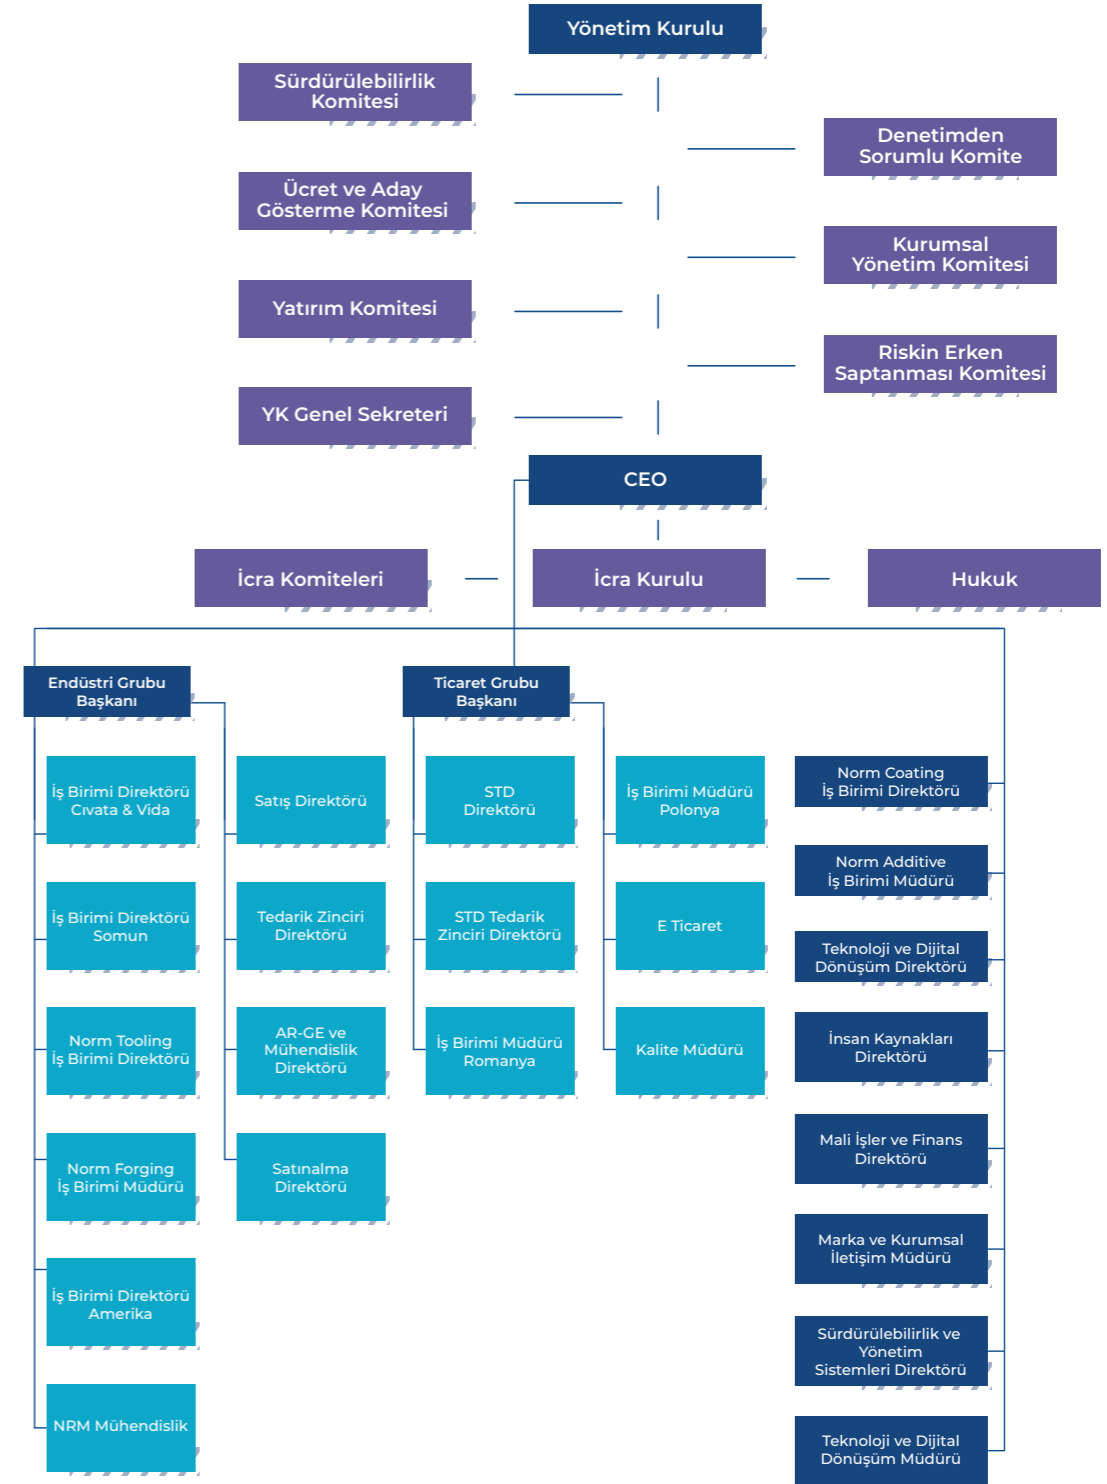 Yönetim Kurulu
Sürdürülebilirlik
Komitesi
Denetimden
Sorumlu Komite
Ücret ve Aday
Gösterme Komitesi
Kurumsal
Yönetim Komitesi
Yatırım Komitesi
Riskin Erken
Saptanması Komitesi
YK Genel Sekreteri
CEO
İcra Komiteleri
İcra Kurulu
Hukuk
Endüstri Grubu
Başkanı
Ticaret Grubu
Başkanı
İş Birimi Direktörü
Cıvata & Vida
Satış Direktörü
STD
Direktörü
İş Birimi Müdürü
Polonya
Norm Coating
İş Birimi Direktörü
Norm Additive
İş Birimi Müdürü
İş Birimi Direktörü
Somun
Tedarik Zinciri
Direktörü
STD Tedarik
Zinciri Direktörü
E Ticaret
Teknoloji ve Dijital
Dönüşüm Direktörü
Norm Tooling
İş Birimi Direktörü
AR-GE ve
Mühendislik
Direktörü
İş Birimi Müdürü
Romanya
Kalite Müdürü
İnsan Kaynakları
Direktörü
Mali İşler ve Finans
Direktörü
Norm Forging
İş Birimi Müdürü
Satınalma
Direktörü
Marka ve Kurumsal
İletişim Müdürü
İş Birimi Direktörü
Amerika
Sürdürülebilirlik ve
Yönetim
Sistemleri Direktörü
NRM Mühendislik
Teknoloji ve Dijital
Dönüşüm Müdürü